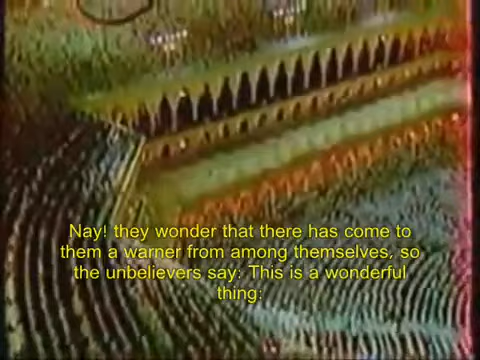 Nay! they wonder that there has come to
them a warner from among themselves, so
the unbelievers say: This is a wonderful
thing: